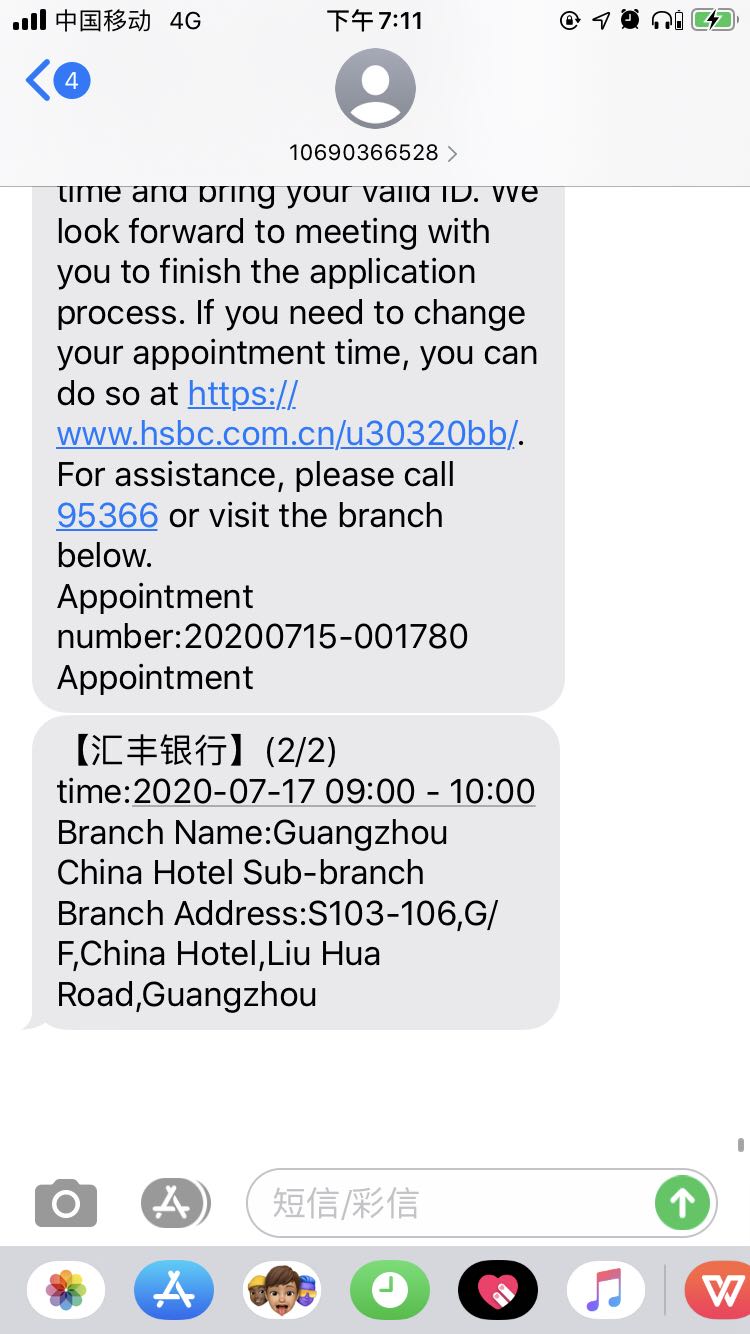 中国移动 4G 下午7:11
4
10690366528
time and bring your valid ID. We
look forward to meeting with
you to finish the application
process. If you need to change
your appointment time, you can
do so at https://
www.hsbc.com.cn/u30320bb/.
For assistance, please call
95366 or visit the branch
below.
Appointment
number:20200715-001780
Appointment
【汇丰银行】(2/2)
time:2020-07-17 09:00 - 10:00
Branch Name:Guangzhou
China Hotel Sub-branch
Branch Address:S103-106,G/
F,China Hotel,Liu Hua
Road,Guangzhou
短信/彩信